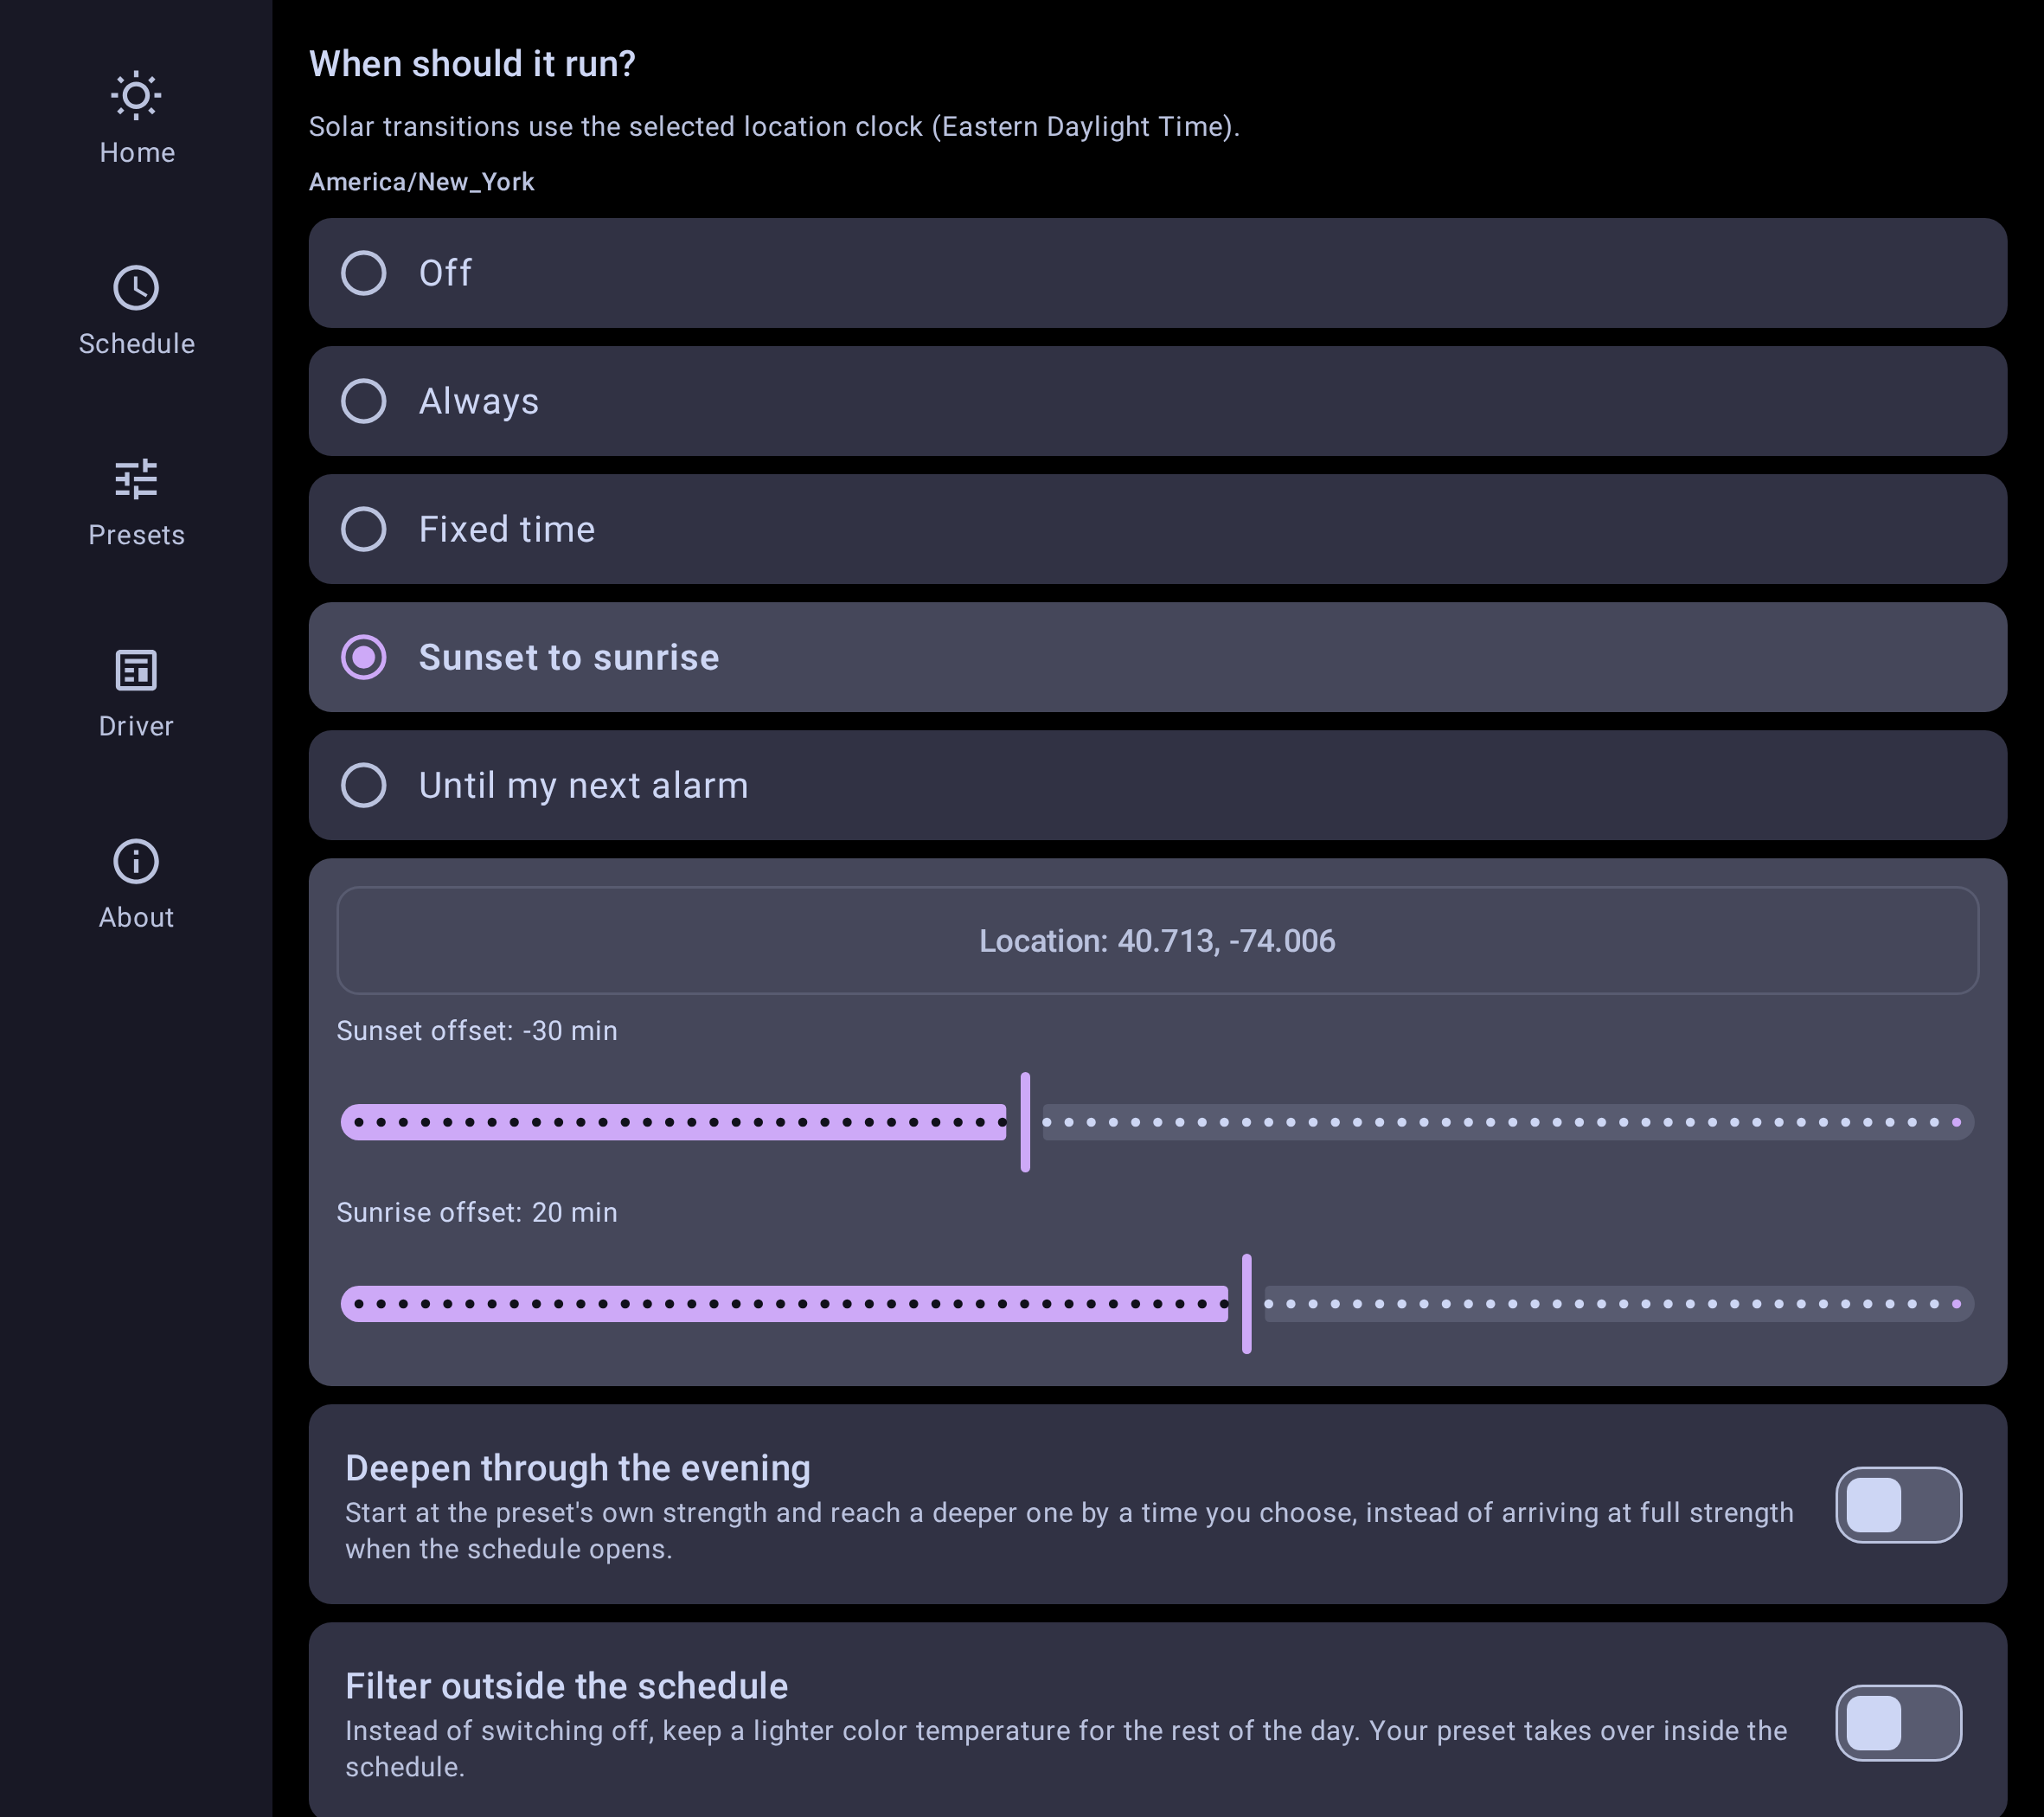 Home
Schedule
Presets
Driver
About
When should it run?
Solar transitions use the selected location clock (Eastern Daylight Time).
America/New_York
Off
Always
Fixed time
Sunset to sunrise
Until my next alarm
Location: 40.713, -74.006
Sunset offset: -30 min
Sunrise offset: 20 min
Deepen through the evening
Start at the preset's own strength and reach a deeper one by a time you choose, instead of arriving at full strength
when the schedule opens.
Filter outside the schedule
Instead of switching off, keep a lighter color temperature for the rest of the day. Your preset takes over inside the
schedule.